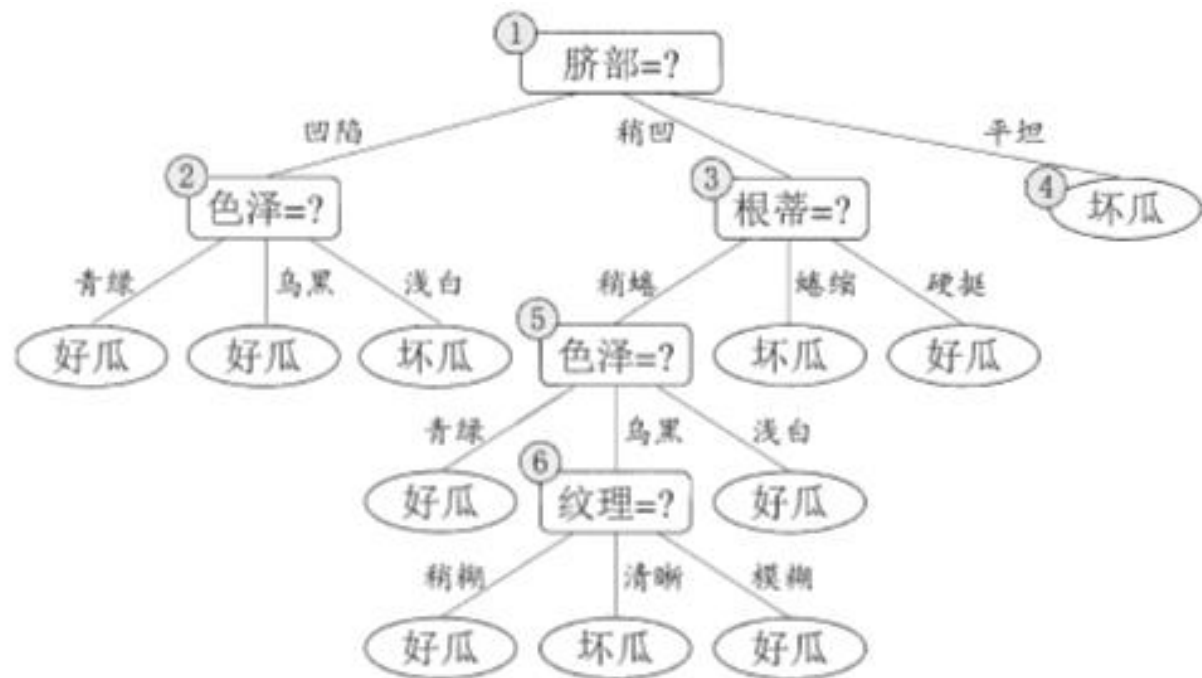 ①
脐部=?
凹陷 稍凹 平坦
② ③ ④
色泽=? 根蒂=? 坏瓜
青绿 乌黑 浅白 稍蜷 蜷缩 硬挺
⑤
好瓜 好瓜 坏瓜 色泽=? 坏瓜 好瓜
青绿 乌黑 浅白
⑥
好瓜 纹理=? 好瓜
稍糊 清晰 模糊
好瓜 坏瓜 好瓜